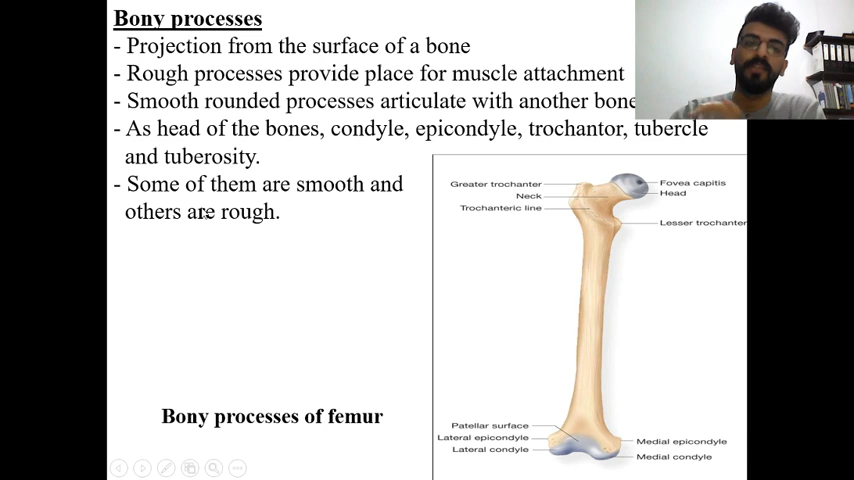 Bony processes
- Projection from the surface of a bone
- Rough processes provide place for muscle attachment
- Smooth rounded processes articulate with another bone
- As head of the bones, condyle, epicondyle, trochantor, tubercle
and tuberosity.
- Some of them are smooth and
others are rough.
Greater trochanter
Neck
Trochanteric line
Fovea capitis
Head
Lesser trochanter
Patellar surface
Lateral epicondyle
Lateral condyle
Medial epicondyle
Medial condyle
Bony processes of femur